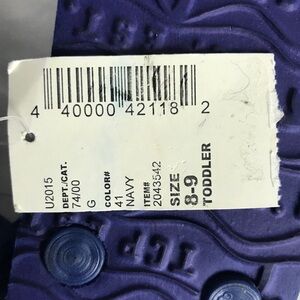 4 40000 42118 2
U2015
DEPT./CAT.
74/00
G
COLOR#
41
NAVY
ITEM#
2043542
SIZE
8-9
TODDLER